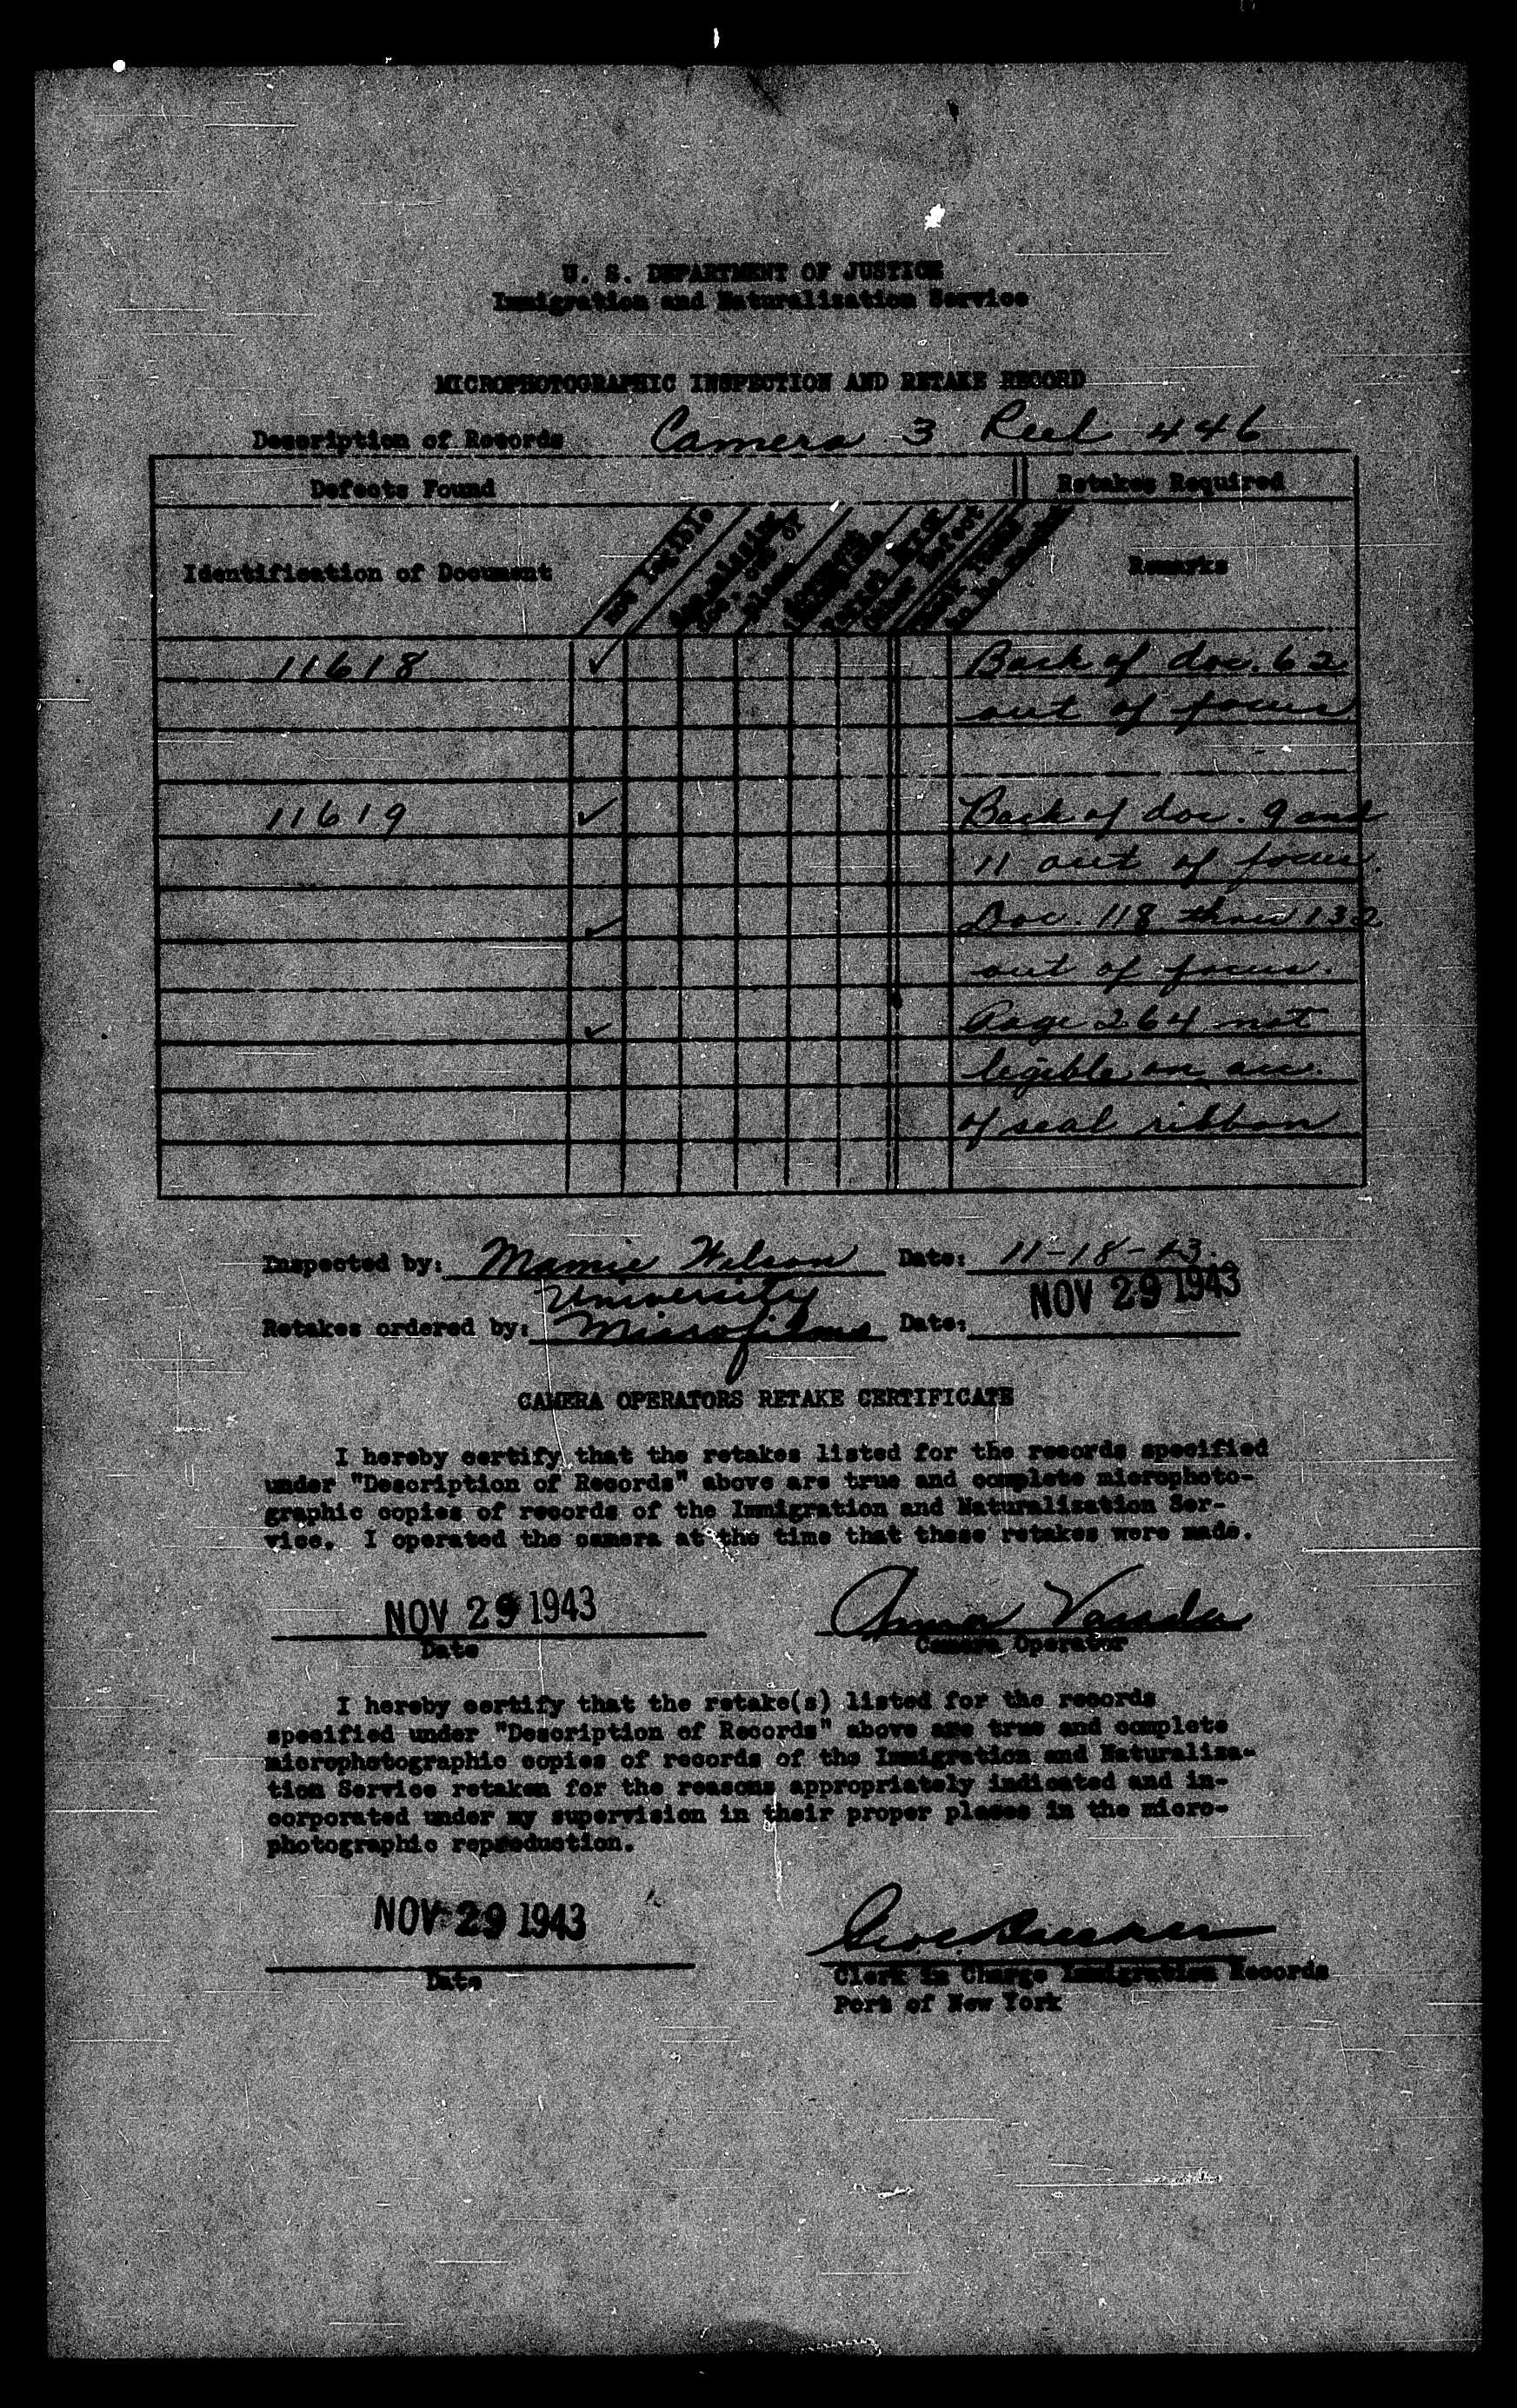 U. S. DEPARTMENT OF JUSTICE
Immigration and Naturalization Service
MICROPHOTOGRAPHIC INSPECTION AND RETAKE RECORD
Description of Records Camera 3 Reel 446
Defects Found Retakes Required
Identification of Document Not Legible Remarks
11618 ✓ Back of doc. 62
out of focus
11619 ✓ Back of doc. 9 and
11 out of focus.
✓ Doc. 118 thru 132
out of focus.
✓ Page 264 not
legible on acc.
of seal ribbon
Inspected by: Mamie Wilson Date: 11-18-43.
University NOV 29 1943
Retakes ordered by: Microfilms Date:
CAMERA OPERATORS RETAKE CERTIFICATE
I hereby certify that the retakes listed for the records specified
under "Description of Records" above are true and complete microphoto-
graphic copies of records of the Immigration and Naturalization Ser-
vice. I operated the camera at the time that these retakes were made.
NOV 29 1943 Anna
Date Camera Operator
I hereby certify that the retake(s) listed for the records
specified under "Description of Records" above are true and complete
microphotographic copies of records of the Immigration and Naturaliza-
tion Service retaken for the reasons appropriately indicated and in-
corporated under my supervision in their proper places in the micro-
photographic reproduction.
NOV 29 1943
Date Clerk in Charge Immigration Records
Port of New York